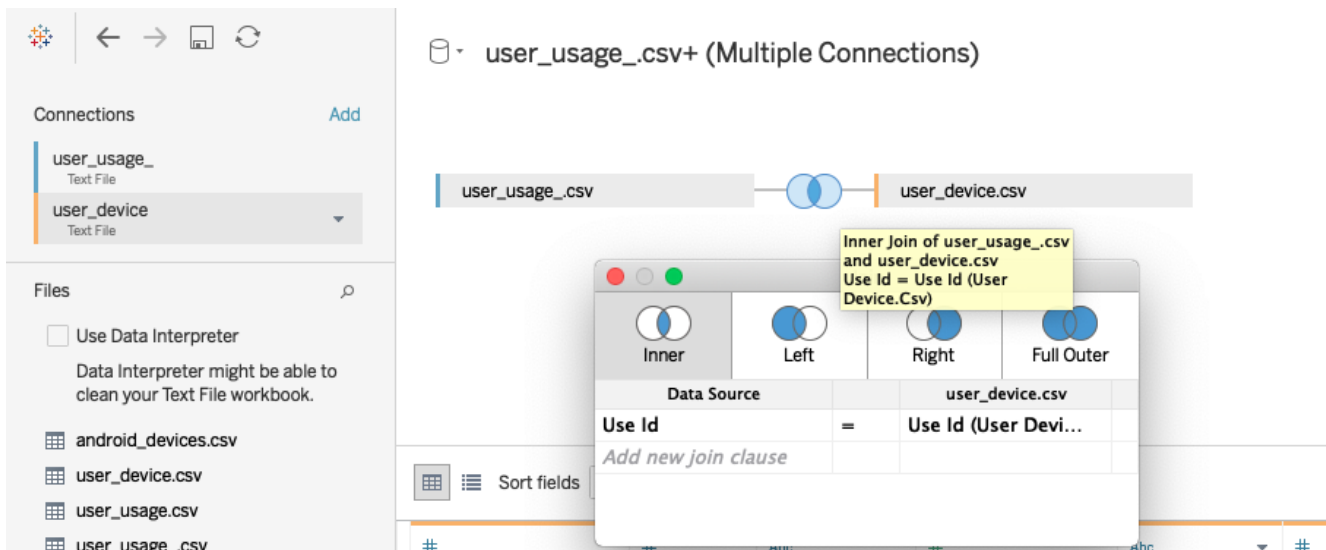 user_usage_.csv+ (Multiple Connections)
Connections
Add
user_usage_
Text File
user_device
Text File
user_usage_.csv
user_device.csv
Inner Join of user_usage_.csv
and user_device.csv
Use Id = Use Id (User
Device.Csv)
Files
Use Data Interpreter
Data Interpreter might be able to
clean your Text File workbook.
android_devices.csv
user_device.csv
user_usage.csv
user_usage_.csv
Inner
Left
Right
Full Outer
Data Source
user_device.csv
Use Id
=
Use Id (User Devi...
Add new join clause
Sort fields
#
#
Abc
#
Abc
#